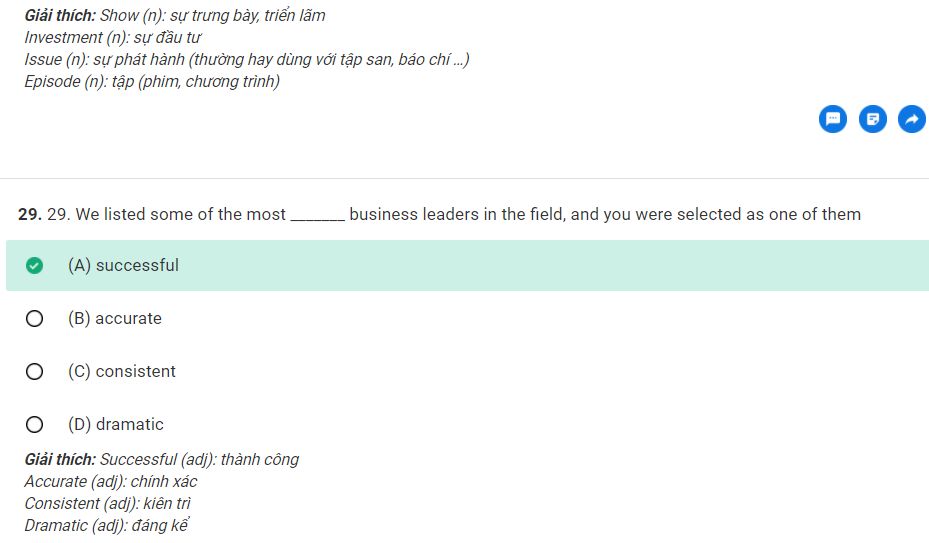 Giải thích: Show (n): sự trưng bày, triển lãm
Investment (n): sự đầu tư
Issue (n): sự phát hành (thường hay dùng với tập san, báo chí ...)
Episode (n): tập (phim, chương trình)
29. 29. We listed some of the most _______ business leaders in the field, and you were selected as one of them
(A) successful
(B) accurate
(C) consistent
(D) dramatic
Giải thích: Successful (adj): thành công
Accurate (adj): chính xác
Consistent (adj): kiên trì
Dramatic (adj): đáng kể